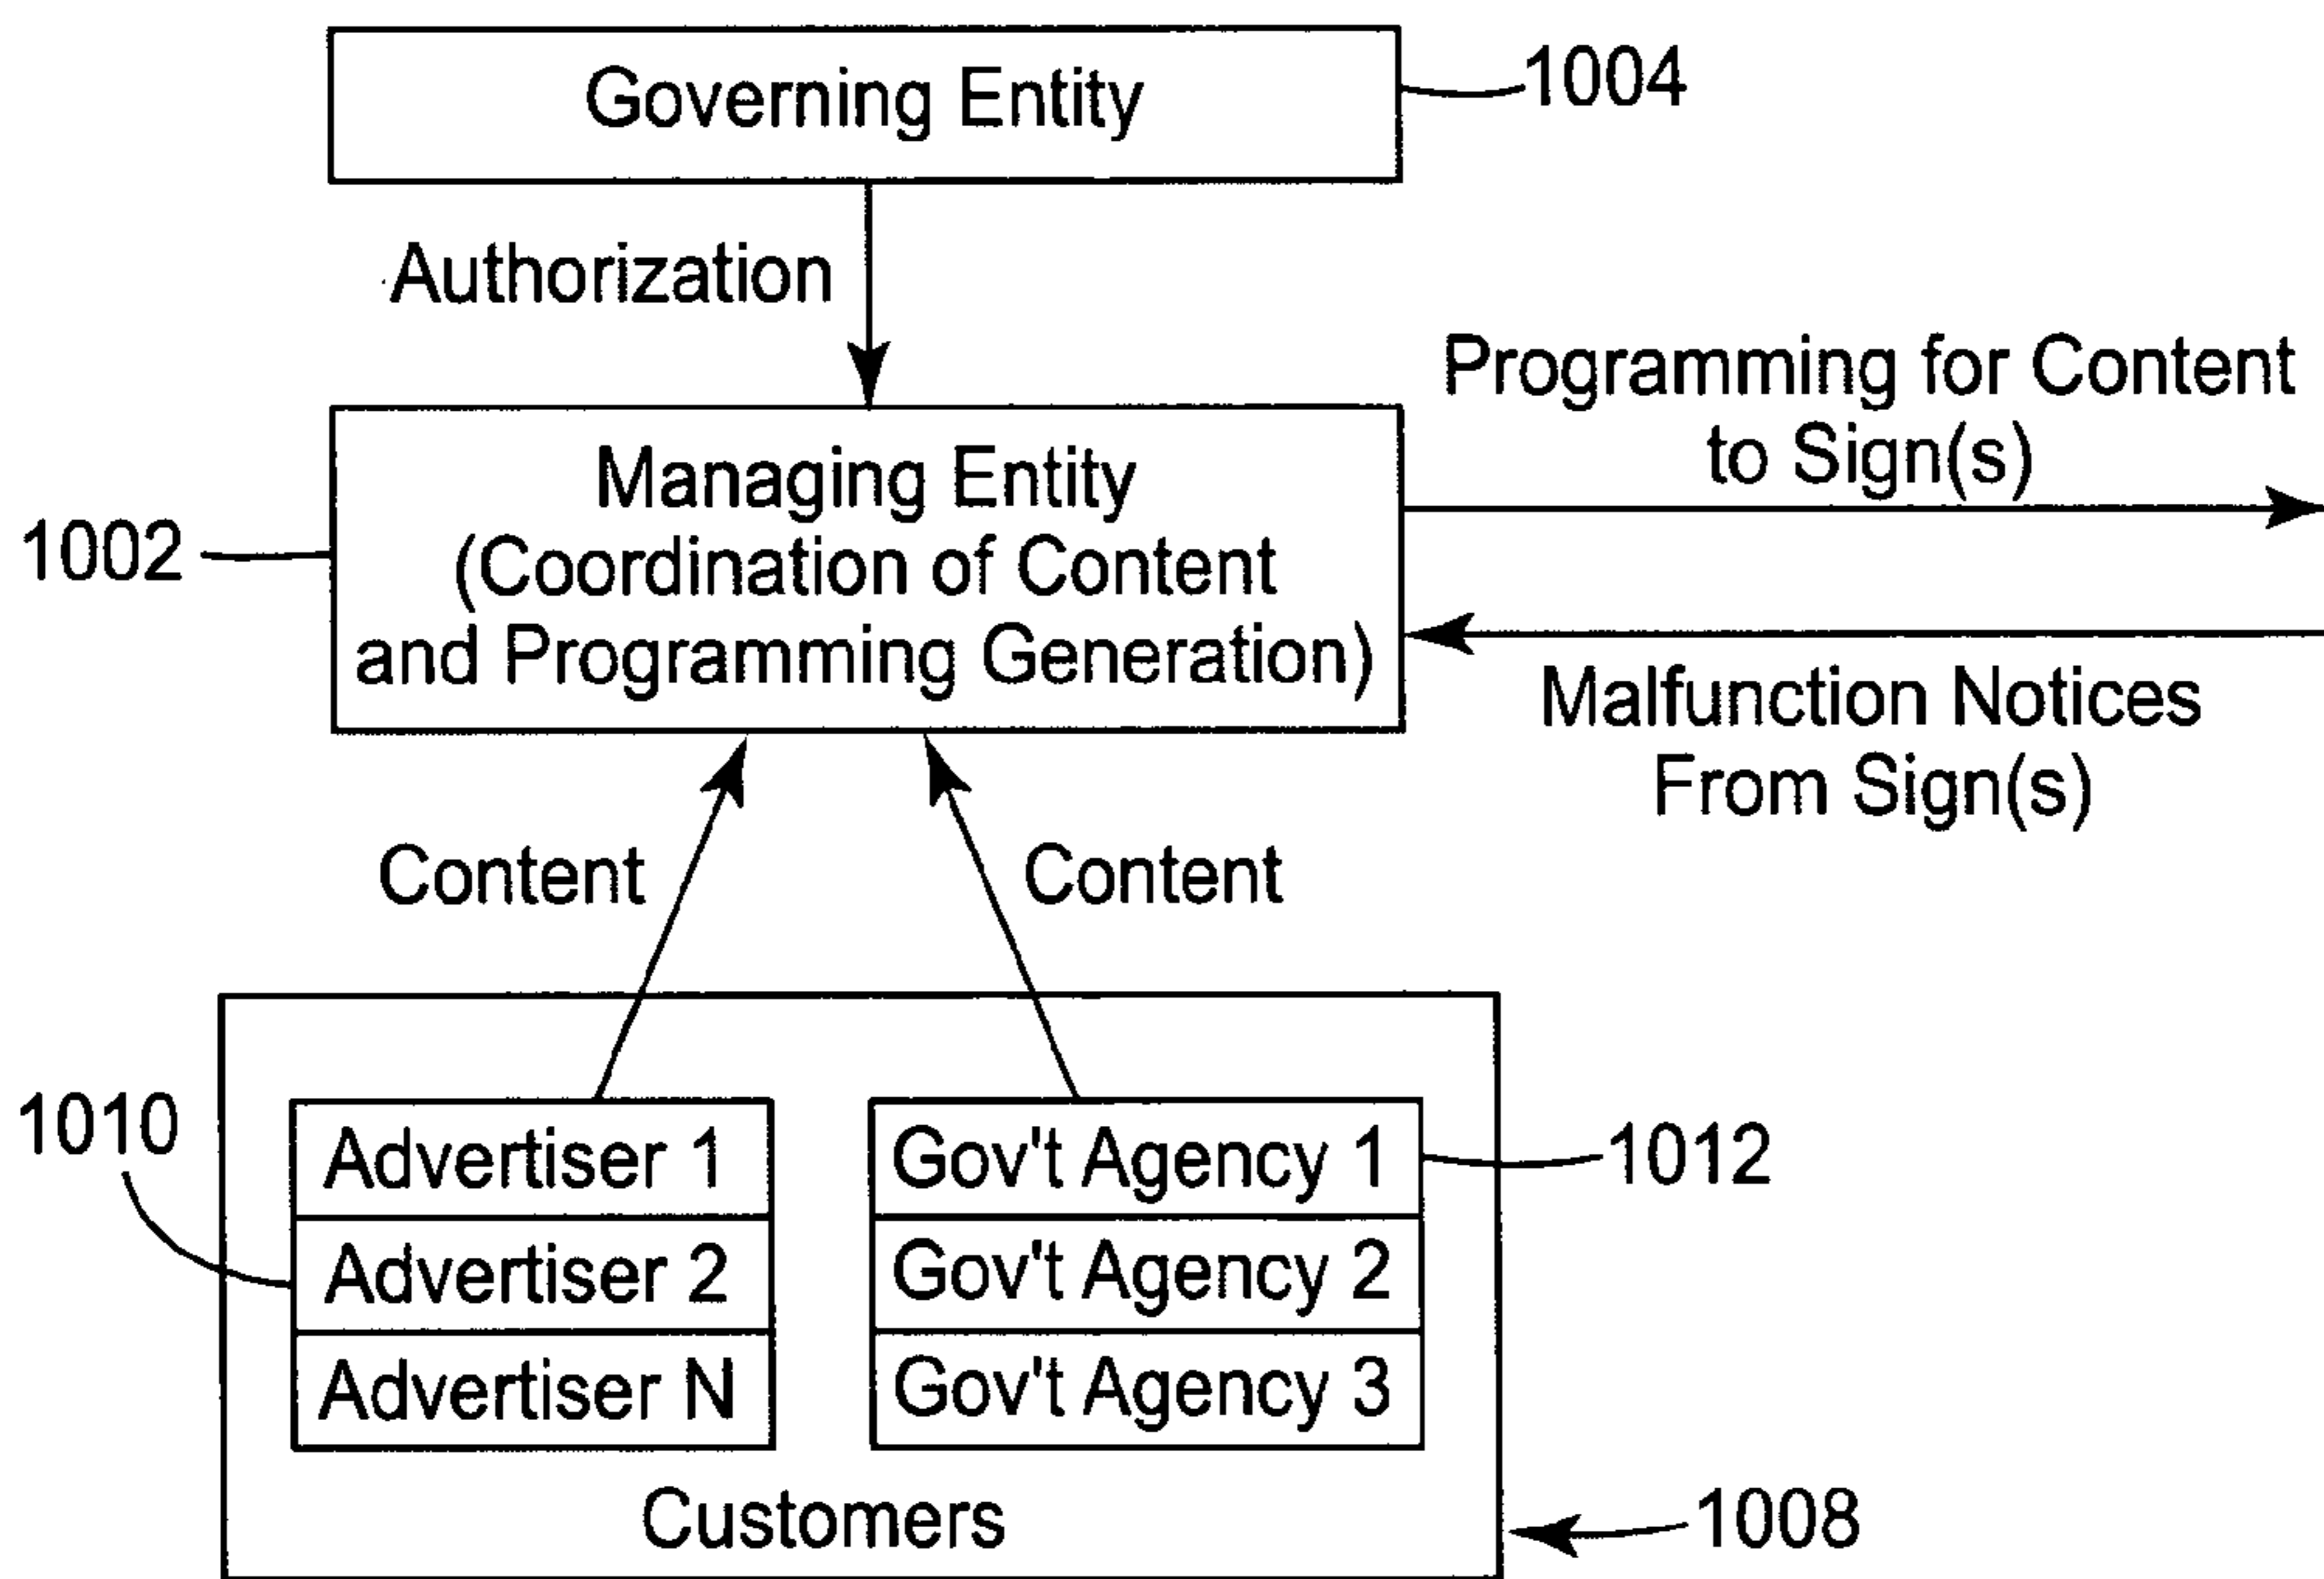 Governing Entity
1004
Authorization
Programming for Content
to Sign(s)
Managing Entity
(Coordination of Content
and Programming Generation)
1002
Malfunction Notices
From Sign(s)
Content
Content
1010
Advertiser 1
Advertiser 2
Advertiser N
Gov't Agency 1
Gov't Agency 2
Gov't Agency 3
1012
Customers
1008